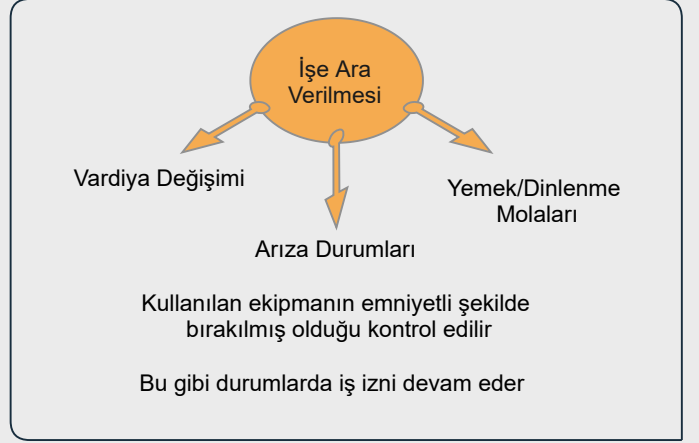 İşe Ara
Verilmesi
Vardiya Değişimi
Yemek/Dinlenme
Molaları
Arıza Durumları
Kullanılan ekipmanın emniyetli şekilde
bırakılmış olduğu kontrol edilir
Bu gibi durumlarda iş izni devam eder